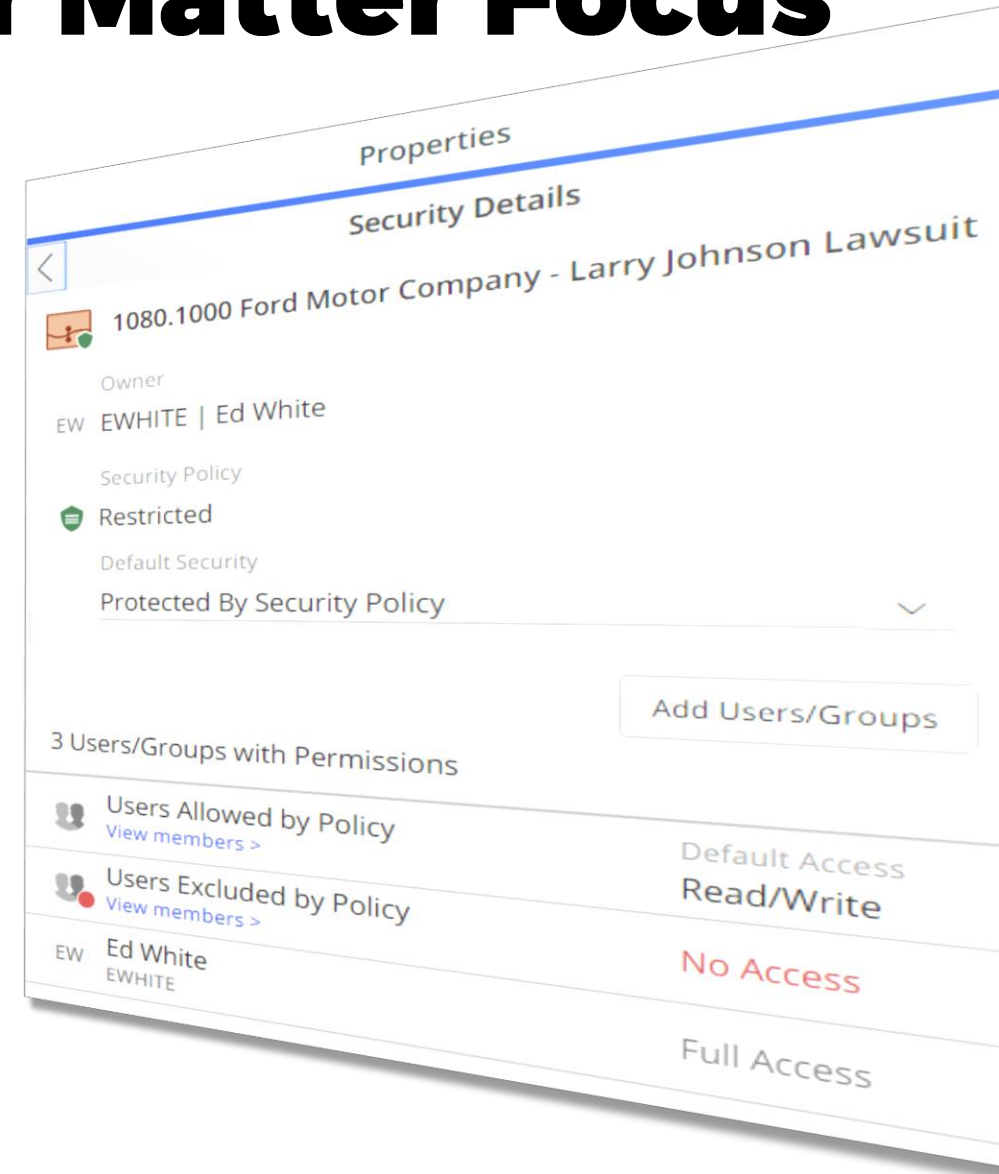 Matter Focus
Properties
Security Details
1080.1000 Ford Motor Company - Larry Johnson Lawsuit
Owner
EW EWHITE | Ed White
Security Policy
Restricted
Default Security
Protected By Security Policy
Add Users/Groups
3 Users/Groups with Permissions
Users Allowed by Policy
View members >
Default Access
Read/Write
Users Excluded by Policy
View members >
No Access
EW Ed White
EWHITE
Full Access